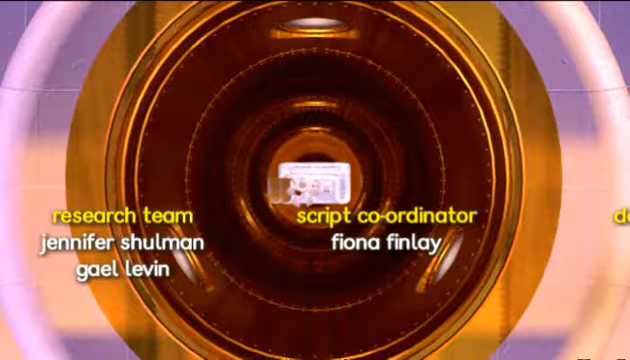 research team
jennifer shulman
gael levin
script co-ordinator
fiona finlay